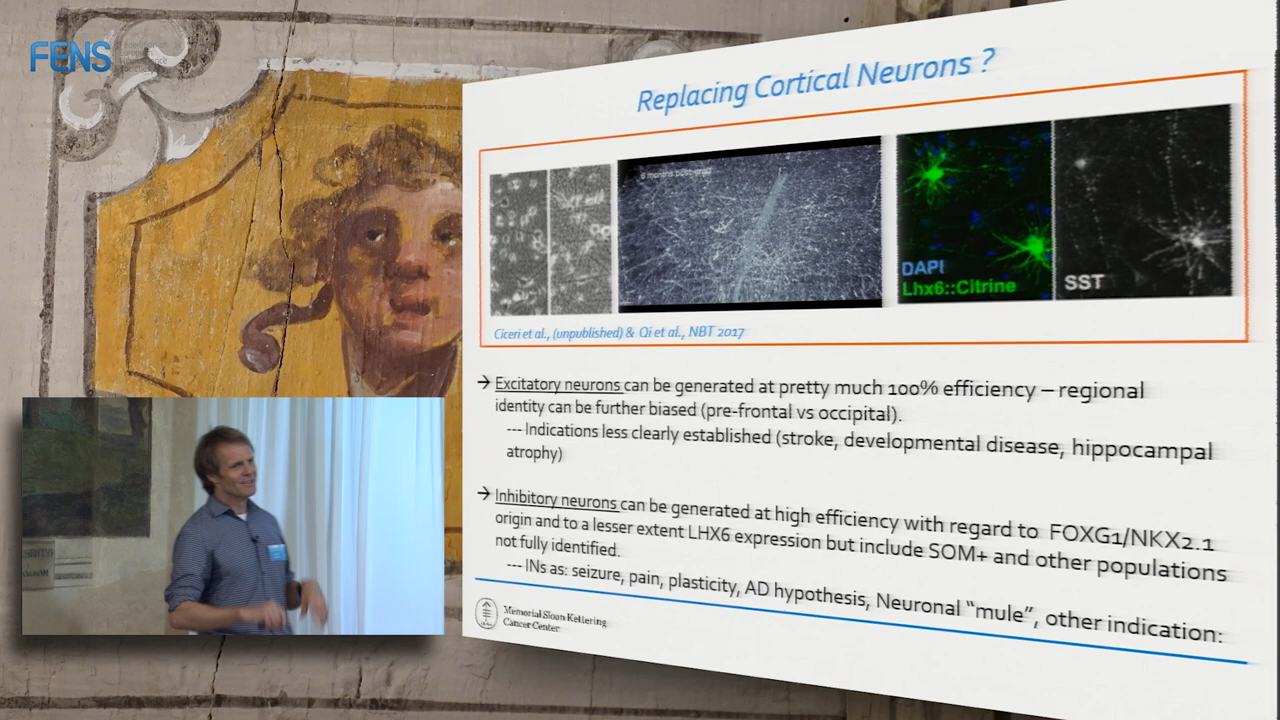 FENS
Replacing Cortical Neurons ?
6 months post-graft
DAPI
Lhx6::Citrine
SST
Ciceri et al., (unpublished) & Qi et al., NBT 2017
→ Excitatory neurons can be generated at pretty much 100% efficiency – regional
identity can be further biased (pre-frontal vs occipital).
--- Indications less clearly established (stroke, developmental disease, hippocampal
atrophy)
→ Inhibitory neurons can be generated at high efficiency with regard to FOXG1/NKX2.1
origin and to a lesser extent LHX6 expression but include SOM+ and other populations
not fully identified.
--- INs as: seizure, pain, plasticity, AD hypothesis, Neuronal “mule”, other indication:
Memorial Sloan Kettering
Cancer Center